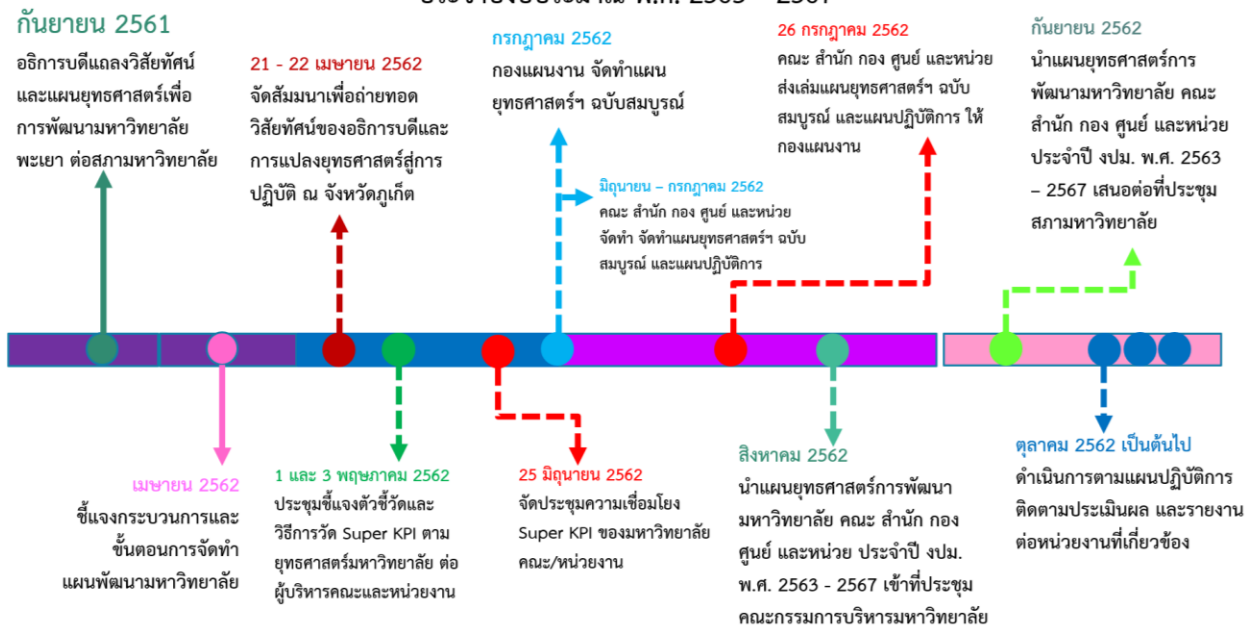 ประจำปีงบประมาณ พ.ศ. 2563 – 2567
กันยายน 2561
อธิการบดีแถลงวิสัยทัศน์
และแผนยุทธศาสตร์เพื่อ
การพัฒนามหาวิทยาลัย
พะเยา ต่อสภามหาวิทยาลัย
21 - 22 เมษายน 2562
จัดสัมมนาเพื่อถ่ายทอด
วิสัยทัศน์ของอธิการบดีและ
การแปลงยุทธศาสตร์สู่การ
ปฏิบัติ ณ จังหวัดภูเก็ต
กรกฎาคม 2562
กองแผนงาน จัดทำแผน
ยุทธศาสตร์ฯ ฉบับสมบูรณ์
มิถุนายน – กรกฎาคม 2562
คณะ สำนัก กอง ศูนย์ และหน่วย
จัดทำ จัดทำแผนยุทธศาสตร์ฯ ฉบับ
สมบูรณ์ และแผนปฏิบัติการ
26 กรกฎาคม 2562
คณะ สำนัก กอง ศูนย์ และหน่วย
ส่งเล่มแผนยุทธศาสตร์ฯ ฉบับ
สมบูรณ์ และแผนปฏิบัติการ ให้
กองแผนงาน
กันยายน 2562
นำแผนยุทธศาสตร์การ
พัฒนามหาวิทยาลัย คณะ
สำนัก กอง ศูนย์ และหน่วย
ประจำปี งปม. พ.ศ. 2563
– 2567 เสนอต่อที่ประชุม
สภามหาวิทยาลัย
เมษายน 2562
ชี้แจงกระบวนการและ
ขั้นตอนการจัดทำ
แผนพัฒนามหาวิทยาลัย
1 และ 3 พฤษภาคม 2562
ประชุมชี้แจงตัวชี้วัดและ
วิธีการวัด Super KPI ตาม
ยุทธศาสตร์มหาวิทยาลัย ต่อ
ผู้บริหารคณะและหน่วยงาน
25 มิถุนายน 2562
จัดประชุมความเชื่อมโยง
Super KPI ของมหาวิทยาลัย
คณะ/หน่วยงาน
สิงหาคม 2562
นำแผนยุทธศาสตร์การพัฒนา
มหาวิทยาลัย คณะ สำนัก กอง
ศูนย์ และหน่วย ประจำปี งปม.
พ.ศ. 2563 - 2567 เข้าที่ประชุม
คณะกรรมการบริหารมหาวิทยาลัย
ตุลาคม 2562 เป็นต้นไป
ดำเนินการตามแผนปฏิบัติการ
ติดตามประเมินผล และรายงาน
ต่อหน่วยงานที่เกี่ยวข้อง